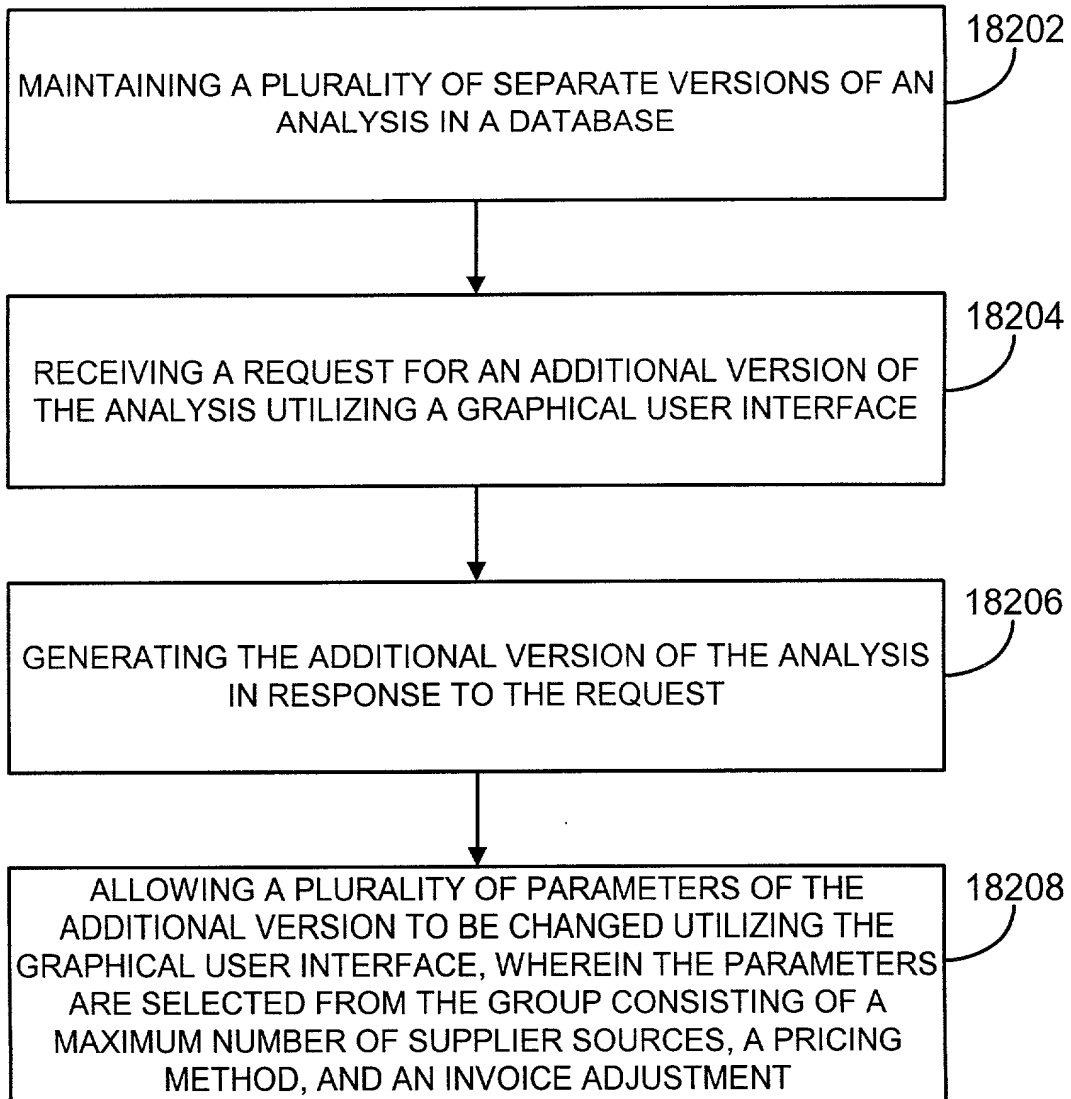 18202
MAINTAINING A PLURALITY OF SEPARATE VERSIONS OF AN
ANALYSIS IN A DATABASE
18204
RECEIVING A REQUEST FOR AN ADDITIONAL VERSION OF
THE ANALYSIS UTILIZING A GRAPHICAL USER INTERFACE
18206
GENERATING THE ADDITIONAL VERSION OF THE ANALYSIS
IN RESPONSE TO THE REQUEST
18208
ALLOWING A PLURALITY OF PARAMETERS OF THE
ADDITIONAL VERSION TO BE CHANGED UTILIZING THE
GRAPHICAL USER INTERFACE, WHEREIN THE PARAMETERS
ARE SELECTED FROM THE GROUP CONSISTING OF A
MAXIMUM NUMBER OF SUPPLIER SOURCES, A PRICING
METHOD, AND AN INVOICE ADJUSTMENT